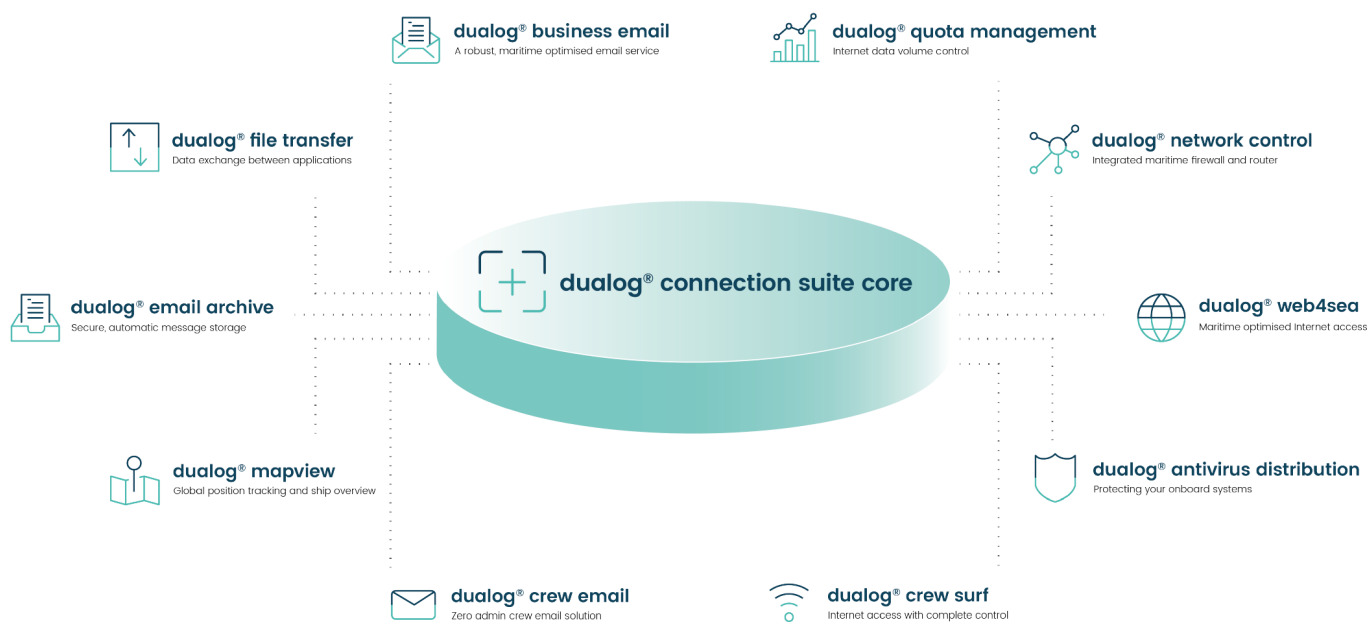 dualog® business email
A robust, maritime optimised email service
dualog® quota management
Internet data volume control
dualog® file transfer
Data exchange between applications
dualog® network control
Integrated maritime firewall and router
dualog® connection suite core
dualog® email archive
Secure, automatic message storage
dualog® web4sea
Maritime optimised Internet access
dualog® mapview
Global position tracking and ship overview
dualog® antivirus distribution
Protecting your onboard systems
dualog® crew email
Zero admin crew email solution
dualog® crew surf
Internet access with complete control